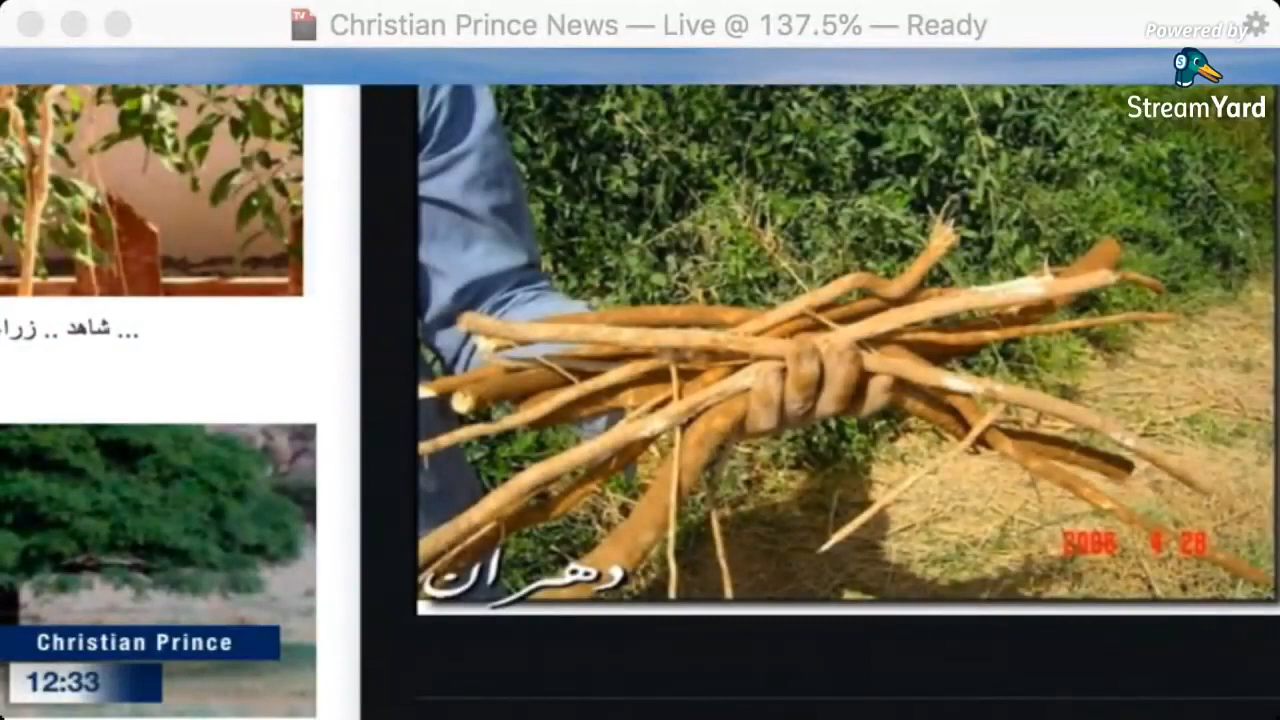 Christian Prince News — Live @ 137.5% — Ready
Powered by
StreamYard
... شاهد .. زرا
2006 4 28
دهران
Christian Prince
12:33